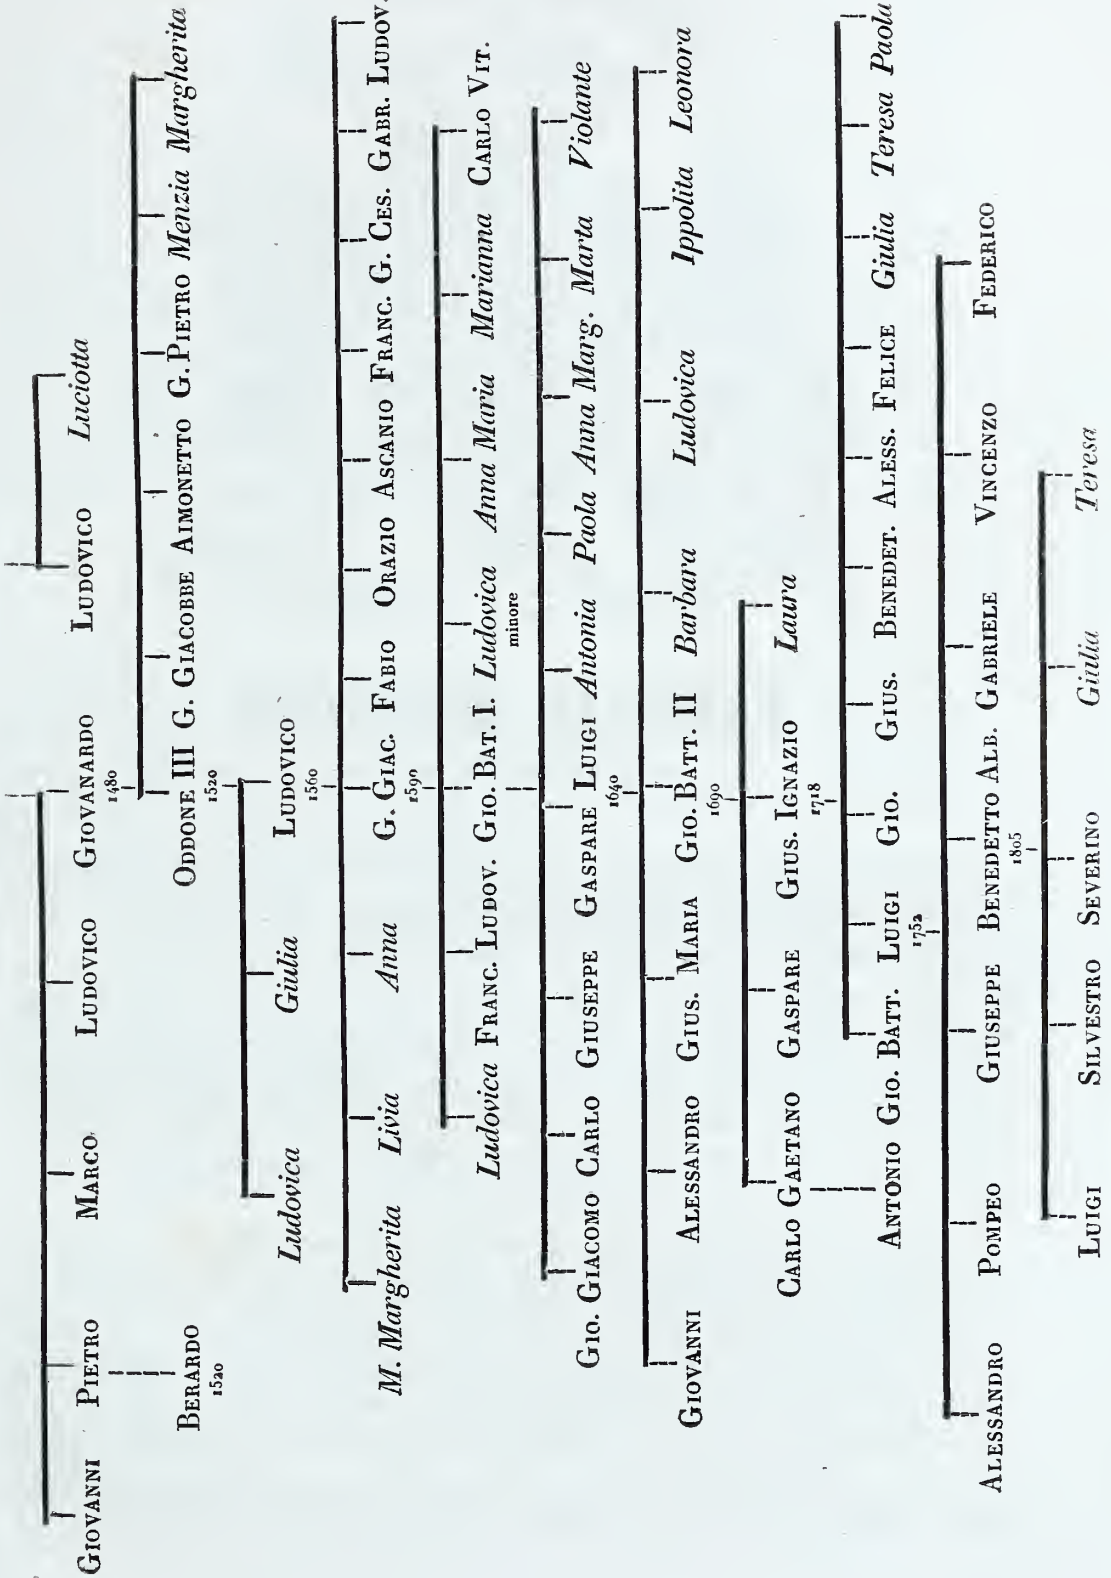 GIOVANNI PIETRO MARCO LUDOVICO GIOVANARDO LUDOVICO Luciotta
1480
BERARDO ODDONE III G. GIACOBBE AIMONETTO G. PIETRO Menzia Margherita
1520 1520
Ludovica Giulia LUDOVICO
1560
M. Margherita Livia Anna G. GIAC. FABIO ORAZIO ASCANIO FRANC. G. CES. GABR. LUDOV.
1590
Ludovica FRANC. LUDOV. GIO. BAT. I. Ludovica Anna Maria Marianna CARLO VIT.
minore
GIO. GIACOMO CARLO GIUSEPPE GASPARE LUIGI Antonia Paola Anna Marg. Marta Violante
1640
GIOVANNI ALESSANDRO GIUS. MARIA GIO. BATT. II Barbara Ludovica Ippolita Leonora
1690
CARLO GAETANO GASPARE GIUS. IGNAZIO Laura
1718
ANTONIO GIO. BATT. LUIGI GIO. GIUS. BENEDET. ALESS. FELICE Giulia Teresa Paola
1752
ALESSANDRO POMPEO GIUSEPPE BENEDETTO ALB. GABRIELE VINCENZO FEDERICO
1805
LUIGI SILVESTRO SEVERINO Giulia Teresa